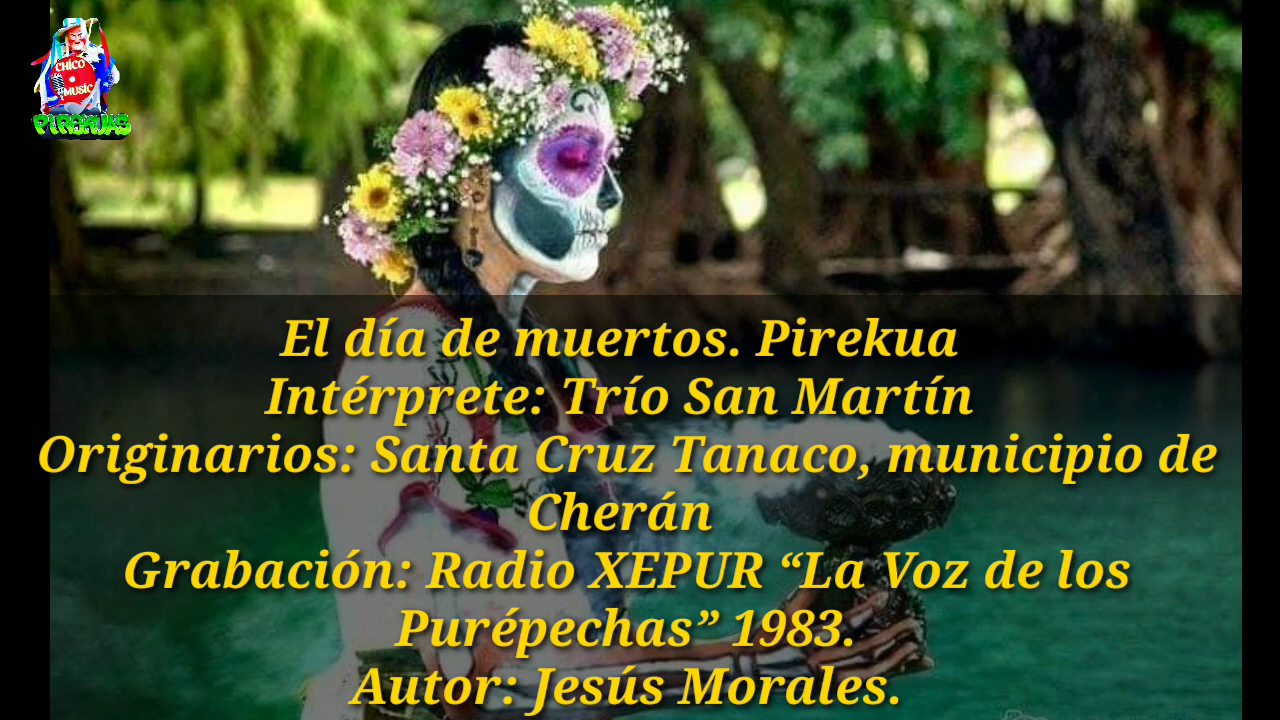 CHICO
MUSIC
PIREKUAS
El día de muertos. Pirekua
Intérprete: Trío San Martín
Originarios: Santa Cruz Tanaco, municipio de
Cherán
Grabación: Radio XEPUR “La Voz de los
Purépechas” 1983.
Autor: Jesús Morales.